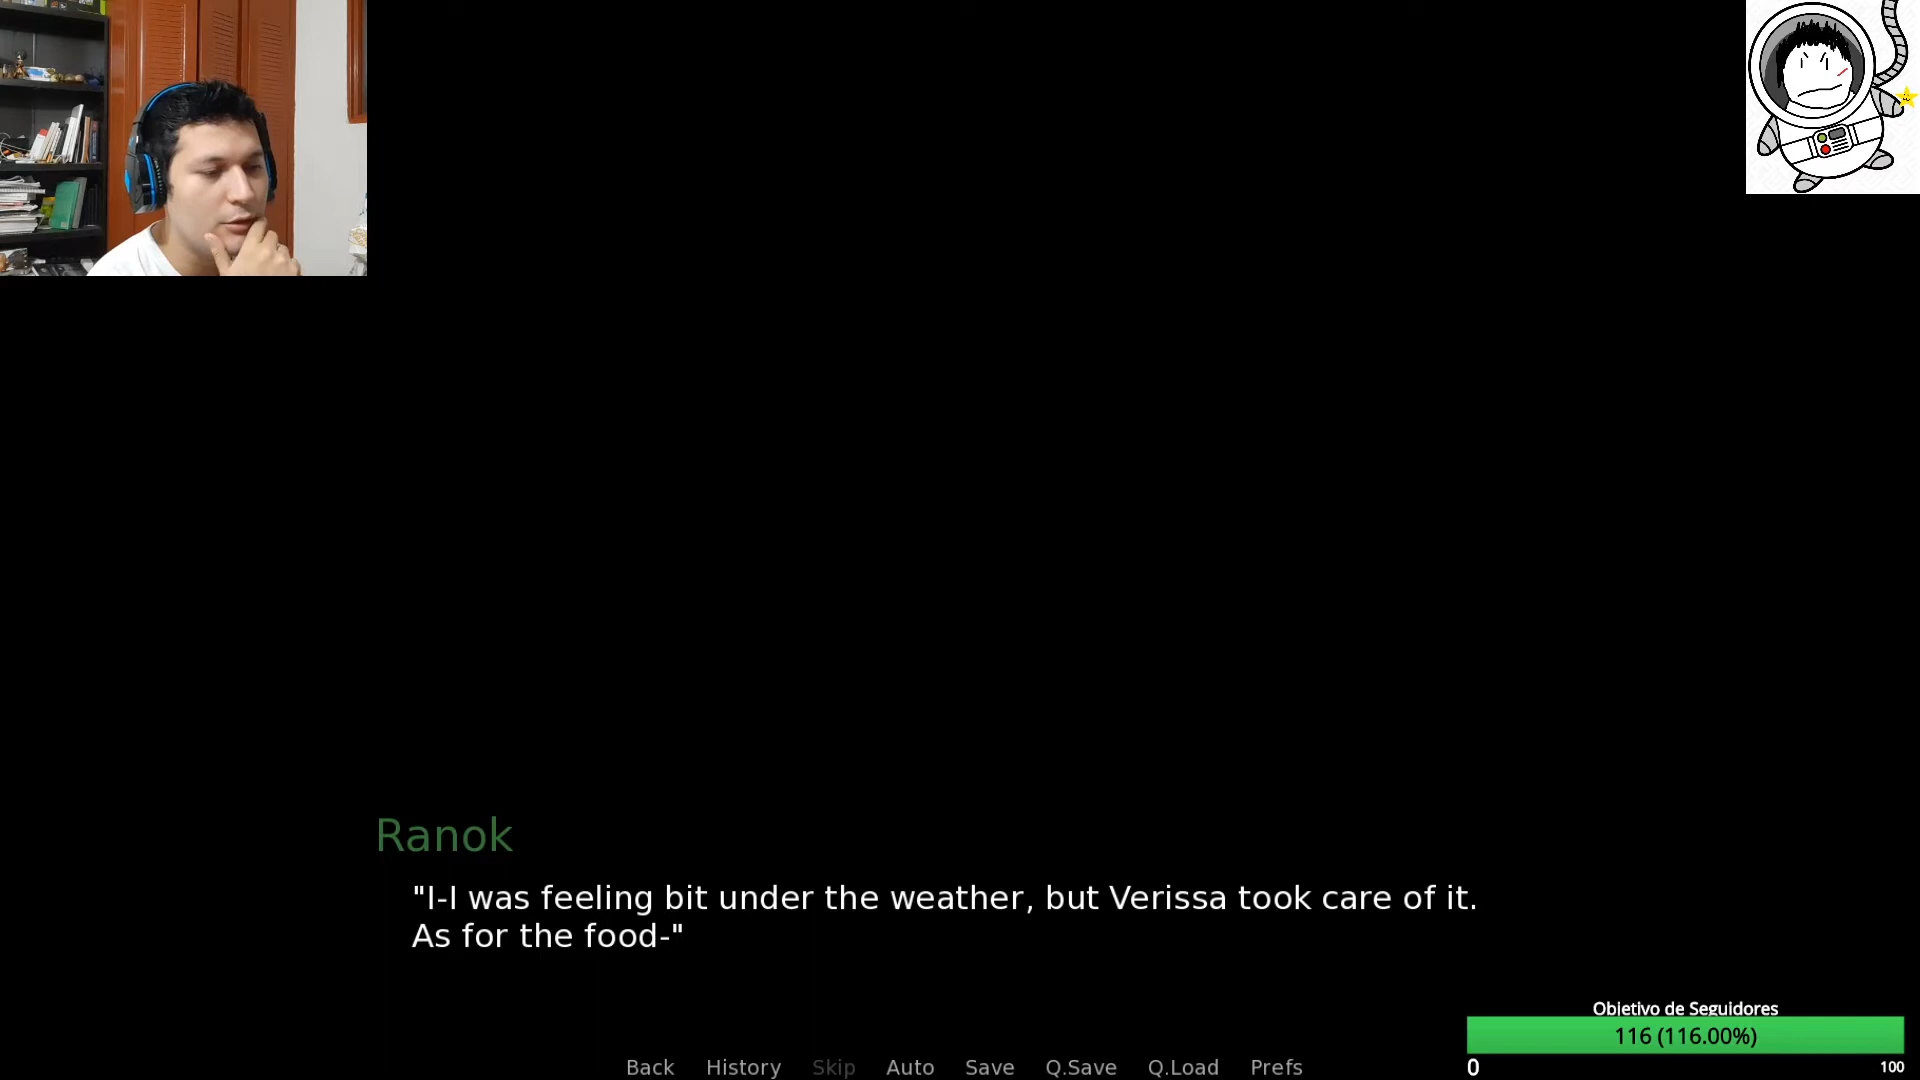 Ranok
"I-I was feeling bit under the weather, but Verissa took care of it.
As for the food-"
Objetivo de Seguidores
116 (116.00%)
0
100
Back History Skip Auto Save Q.Save Q.Load Prefs